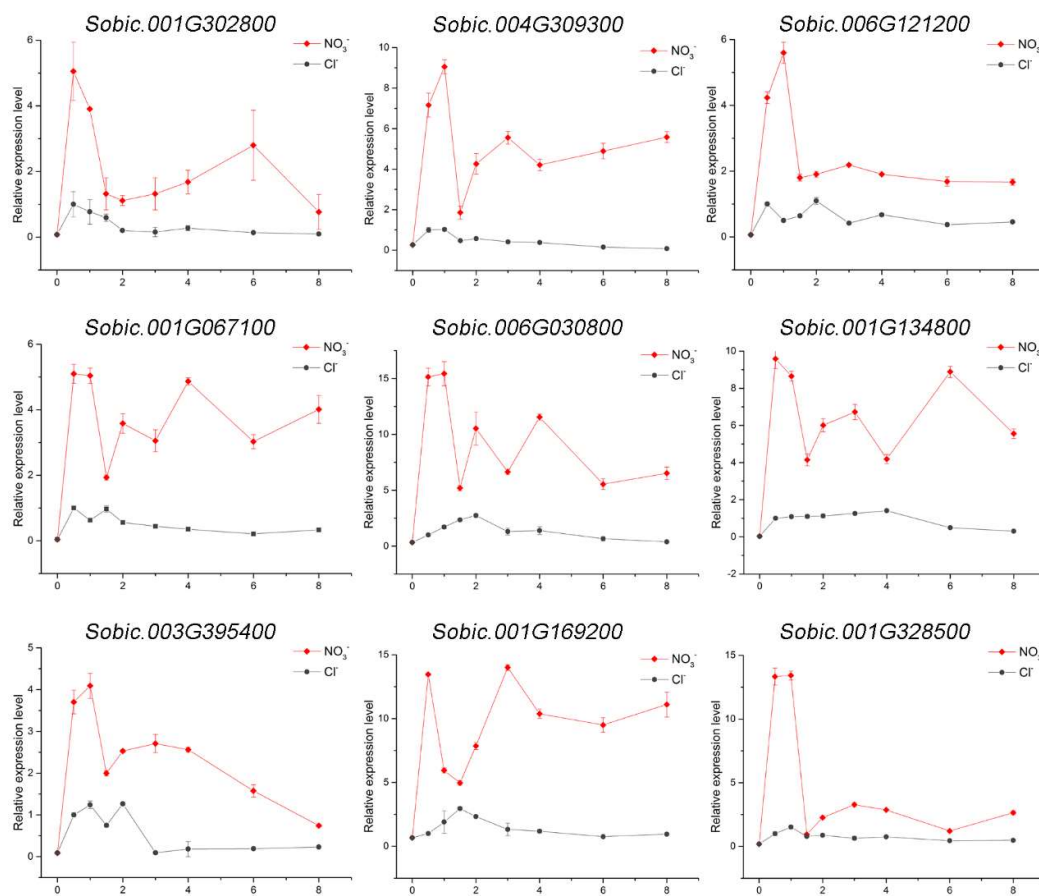 Sobic.001G302800
NO₃⁻
Cl⁻
Relative expression level
6
4
2
0
0 2 4 6 8
Sobic.004G309300
NO₃⁻
Cl⁻
Relative expression level
10
8
6
4
2
0
0 2 4 6 8
Sobic.006G121200
NO₃⁻
Cl⁻
Relative expression level
6
4
2
0
0 2 4 6 8
Sobic.001G067100
NO₃⁻
Cl⁻
Relative expression level
6
4
2
0
0 2 4 6 8
Sobic.006G030800
NO₃⁻
Cl⁻
Relative expression level
15
10
5
0
0 2 4 6 8
Sobic.001G134800
NO₃
Cl⁻
Relative expression level
10
8
6
4
2
0
-2
0 2 4 6 8
Sobic.003G395400
NO₃⁻
Cl⁻
Relative expression level
5
4
3
2
1
0
0 2 4 6 8
Sobic.001G169200
NO₃⁻
Cl⁻
Relative expression level
15
10
5
0
0 2 4 6 8
Sobic.001G328500
NO₃
Cl⁻
Relative expression level
15
10
5
0
0 2 4 6 8